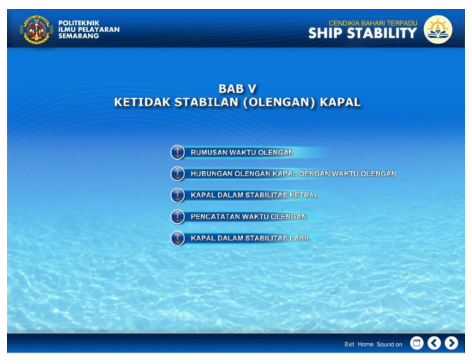 POLITEKNIK
ILMU PELAYARAN
SEMARANG
CENDIKIA BAHARI TERPADU
SHIP STABILITY
BAB V
KETIDAK STABILAN (OLENGAN) KAPAL
RUMUSAN WAKTU OLENGAN
HUBUNGAN OLENGAN KAPAL DENGAN WAKTU OLENGAN
KAPAL DALAM STABILITAS NETRAL
PENCATATAN WAKTU OLENGAN
KAPAL DALAM STABILITAS LABIL
Exit Home Sound on